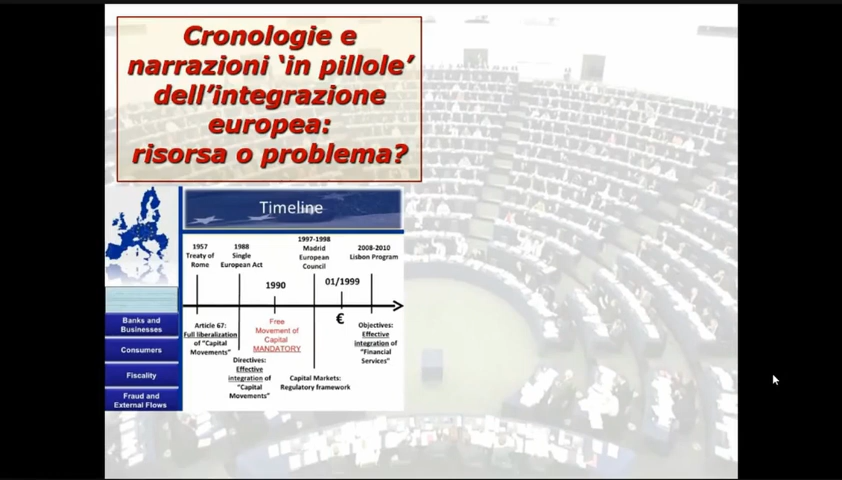 Cronologie e
narrazioni ‘in pillole’
dell’integrazione
europea:
risorsa o problema?
Timeline
1957
Treaty of
Rome
1988
Single
European Act
1990
1997-1998
Madrid
European
Council
01/1999
2008-2010
Lisbon Program
€
Article 67:
Full liberalization
of "Capital
Movements"
Directives:
Effective
integration of
"Capital
Movements"
Free
Movement of
Capital
MANDATORY
Capital Markets:
Regulatory framework
Objectives:
Effective
integration of
"Financial
Services"
Banks and
Businesses
Consumers
Fiscality
Fraud and
External Flows